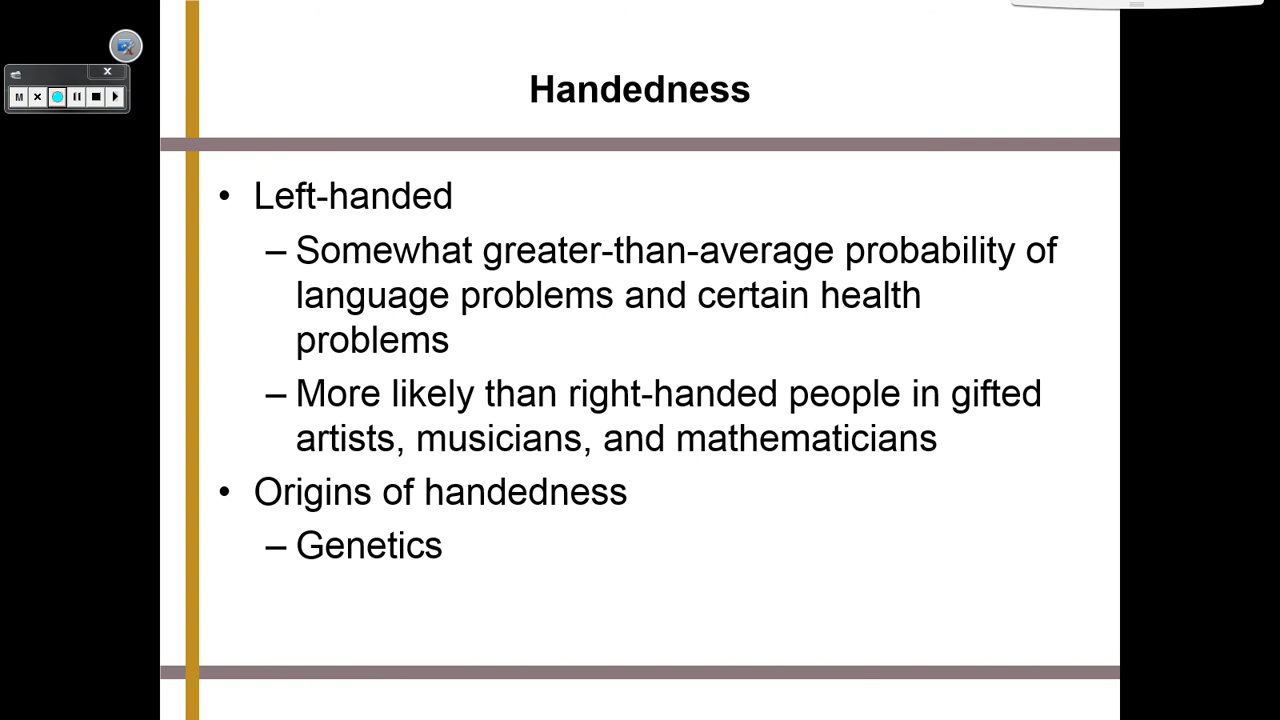 Handedness
• Left-handed
– Somewhat greater-than-average probability of
language problems and certain health
problems
– More likely than right-handed people in gifted
artists, musicians, and mathematicians
• Origins of handedness
– Genetics
M